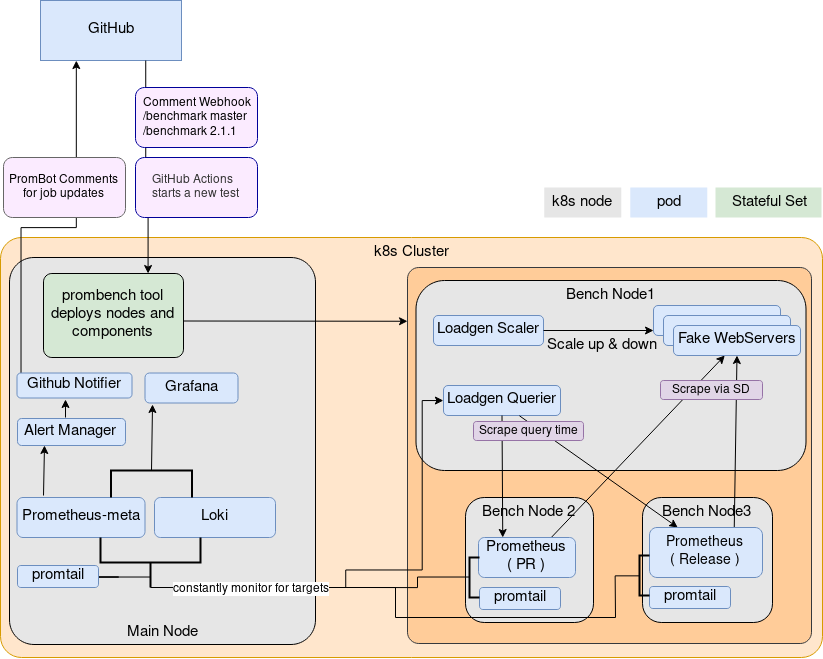 GitHub
Comment Webhook
/benchmark master
/benchmark 2.1.1
PromBot Comments
for job updates
GitHub Actions
starts a new test
k8s node
pod
Stateful Set
k8s Cluster
prombench tool
deploys nodes and
components
Bench Node1
Loadgen Scaler
Scale up & down
Fake WebServers
Github Notifier
Grafana
Scrape via SD
Loadgen Querier
Alert Manager
Scrape query time
Prometheus-meta
Loki
Bench Node 2
Bench Node3
Prometheus
( PR )
Prometheus
( Release )
promtail
constantly monitor for targets
promtail
promtail
Main Node